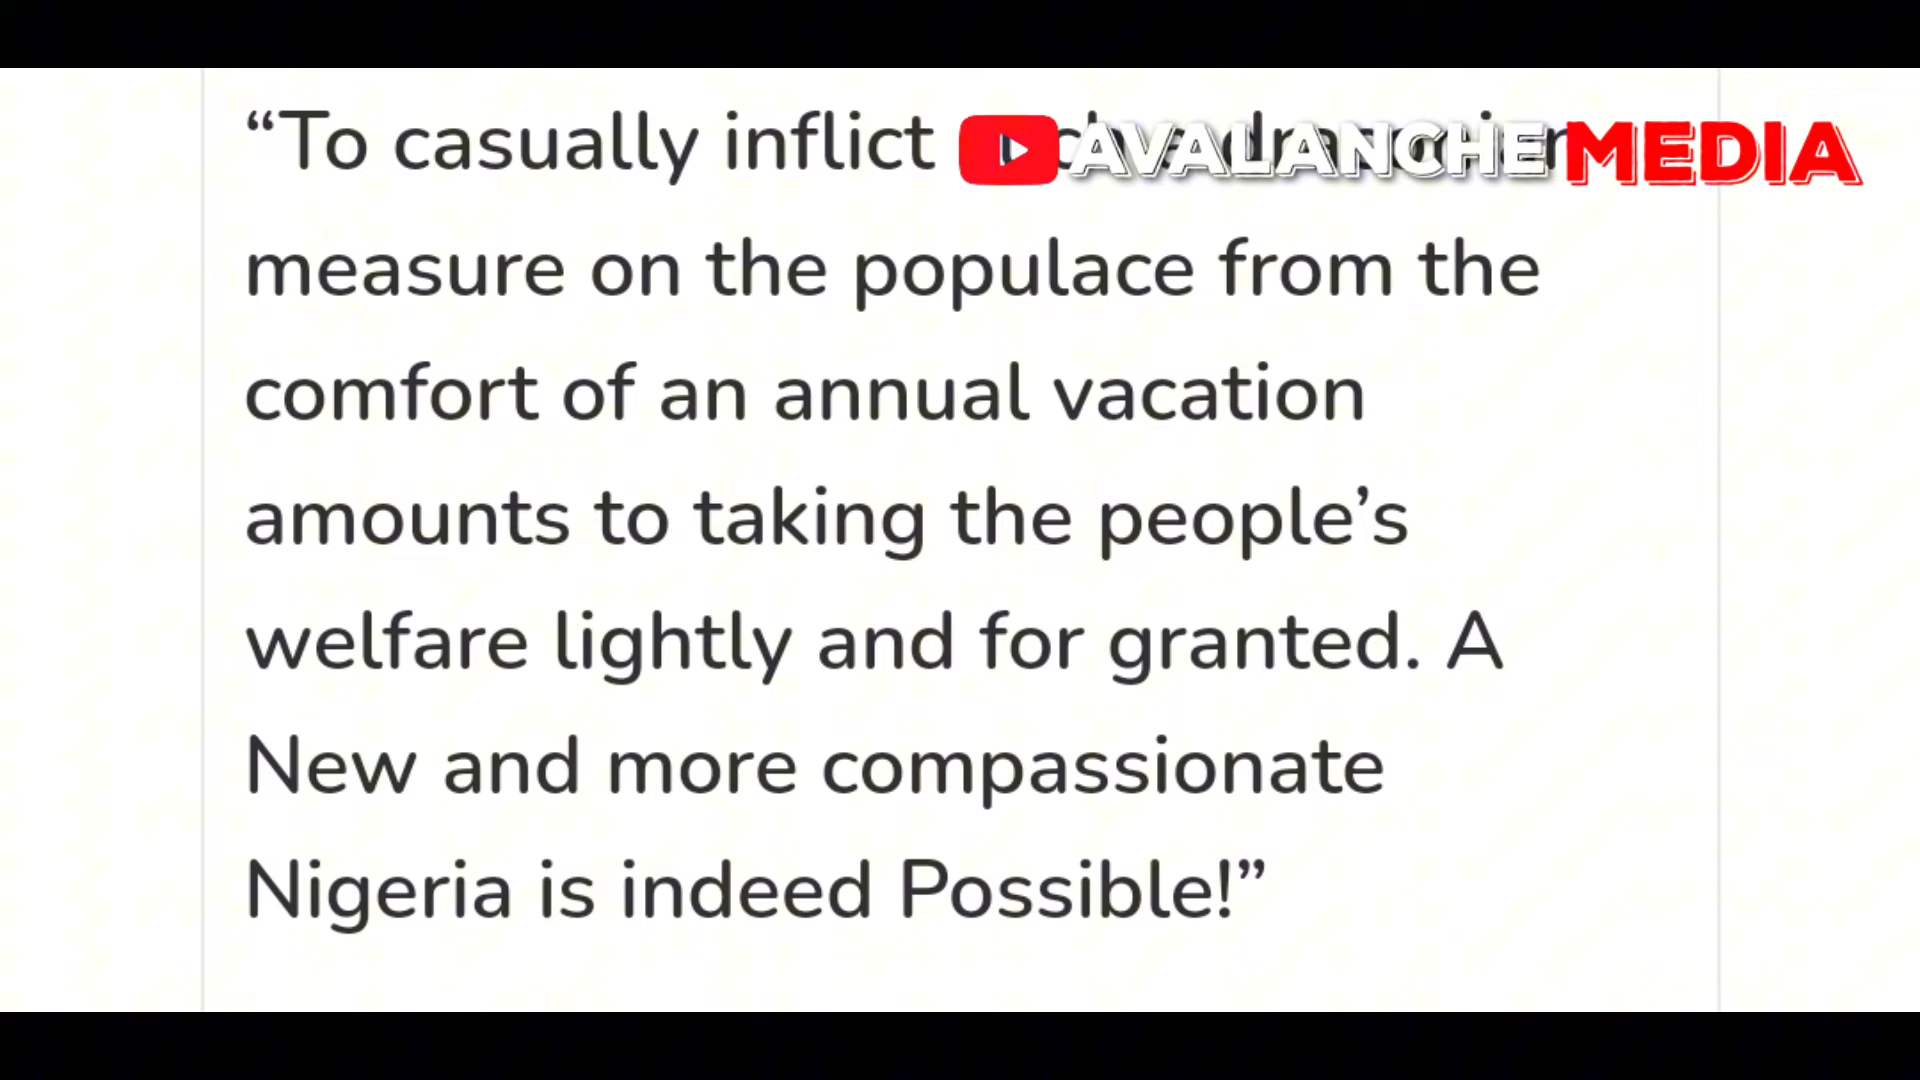 “To casually inflict
AVALANCHE MEDIA
measure on the populace from the
comfort of an annual vacation
amounts to taking the people’s
welfare lightly and for granted. A
New and more compassionate
Nigeria is indeed Possible!”